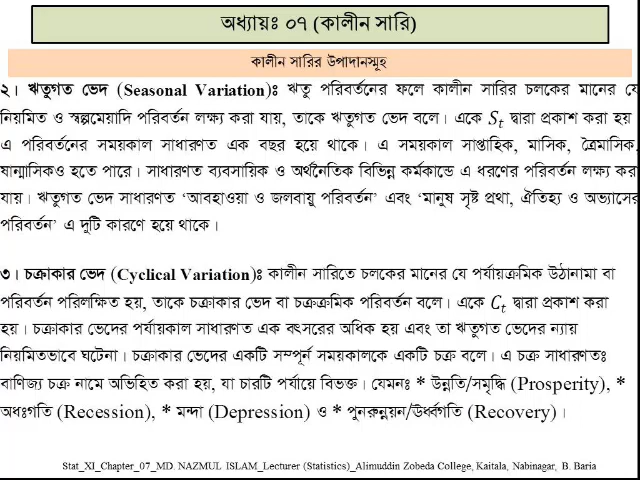 অধ্যায়ঃ ০৭ (কালীন সারি)
কালীন সারির উপাদানসমূহ
২। ঋতুগত ভেদ (Seasonal Variation)ঃ ঋতু পরিবর্তনের ফলে কালীন সারির চলকের মানের যে
নিয়মিত ও স্বল্পমেয়াদি পরিবর্তন লক্ষ্য করা যায়, তাকে ঋতুগত ভেদ বলে। একে St দ্বারা প্রকাশ করা হয়
এ পরিবর্তনের সময়কাল সাধারণত এক বছর হয়ে থাকে। এ সময়কাল সাপ্তাহিক, মাসিক, ত্রৈমাসিক,
ষান্মাসিকও হতে পারে। সাধারণত ব্যবসায়িক ও অর্থনৈতিক বিভিন্ন কর্মকান্ডে এ ধরণের পরিবর্তন লক্ষ্য করা
যায়। ঋতুগত ভেদ সাধারণত ‘আবহাওয়া ও জলবায়ু পরিবর্তন’ এবং ‘মানুষ সৃষ্ট প্রথা, ঐতিহ্য ও অভ্যাসের
পরিবর্তন’ এ দুটি কারণে হয়ে থাকে।
৩। চক্রাকার ভেদ (Cyclical Variation)ঃ কালীন সারিতে চলকের মানের যে পর্যায়ক্রমিক উঠানামা বা
পরিবর্তন পরিলক্ষিত হয়, তাকে চক্রাকার ভেদ বা চক্রক্রমিক পরিবর্তন বলে। একে Ct দ্বারা প্রকাশ করা
হয়। চক্রাকার ভেদের পর্যায়কাল সাধারণত এক বৎসরের অধিক হয় এবং তা ঋতুগত ভেদের ন্যায়
নিয়মিতভাবে ঘটেনা। চক্রাকার ভেদের একটি সম্পূর্ন সময়কালকে একটি চক্র বলে। এ চক্র সাধারণতঃ
বাণিজ্য চক্র নামে অভিহিত করা হয়, যা চারটি পর্যায়ে বিভক্ত। যেমনঃ * উন্নতি/সমৃদ্ধি (Prosperity), *
অধঃগতি (Recession), * মন্দা (Depression) ও * পুনরুন্নয়ন/উর্ধ্বগতি (Recovery)।
Stat_XI_Chapter_07_MD. NAZMUL ISLAM_Lecturer (Statistics)_Alimuddin Zobeda College, Kaitala, Nabinagar, B. Baria